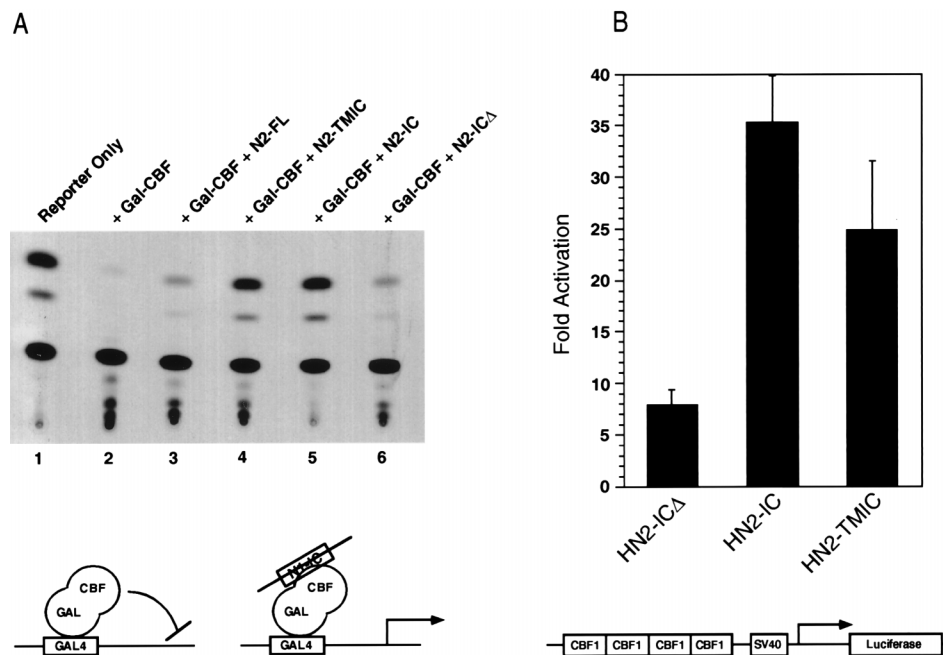 A
Reporter Only
+ Gal-CBF
+ Gal-CBF + N2-FL
+ Gal-CBF + N2-TMIC
+ Gal-CBF + N2-IC
+ Gal-CBF + N2-ICΔ
1 2 3 4 5 6
CBF
GAL
GAL4
N1-IC
CBF
GAL
GAL4
B
Fold Activation
40
35
30
25
20
15
10
5
0
HN2-ICΔ
HN2-IC
HN2-TMIC
CBF1 CBF1 CBF1 CBF1 SV40 Luciferase